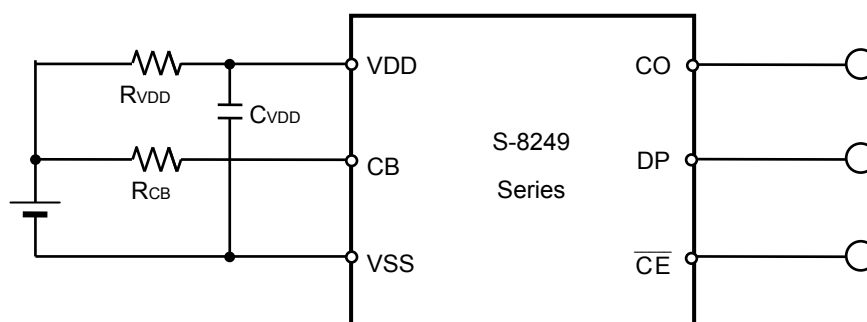 VDD
CO
RVDD
CVDD
S-8249
CB
DP
Series
RCB
VSS
CE